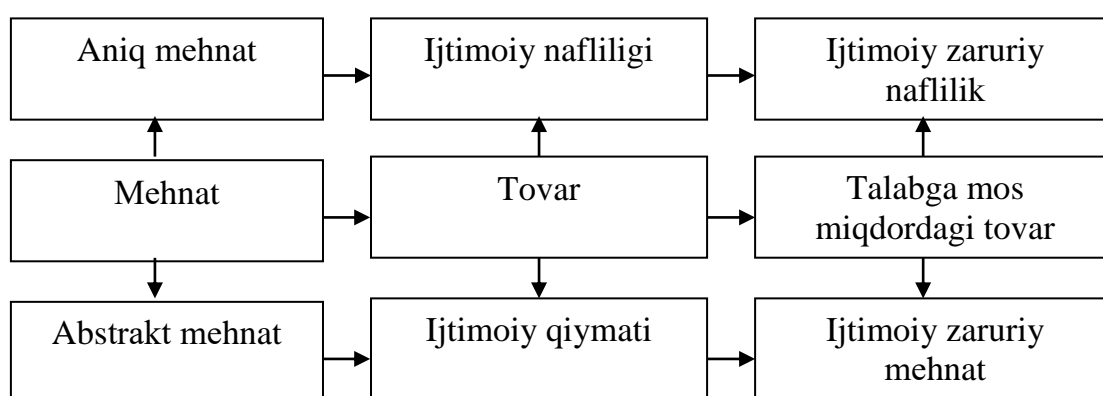 Aniq mehnat
Ijtimoiy nafliligi
Ijtimoiy zaruriy
naflilik
Mehnat
Tovar
Talabga mos
miqdordagi tovar
Abstrakt mehnat
Ijtimoiy qiymati
Ijtimoiy zaruriy
mehnat